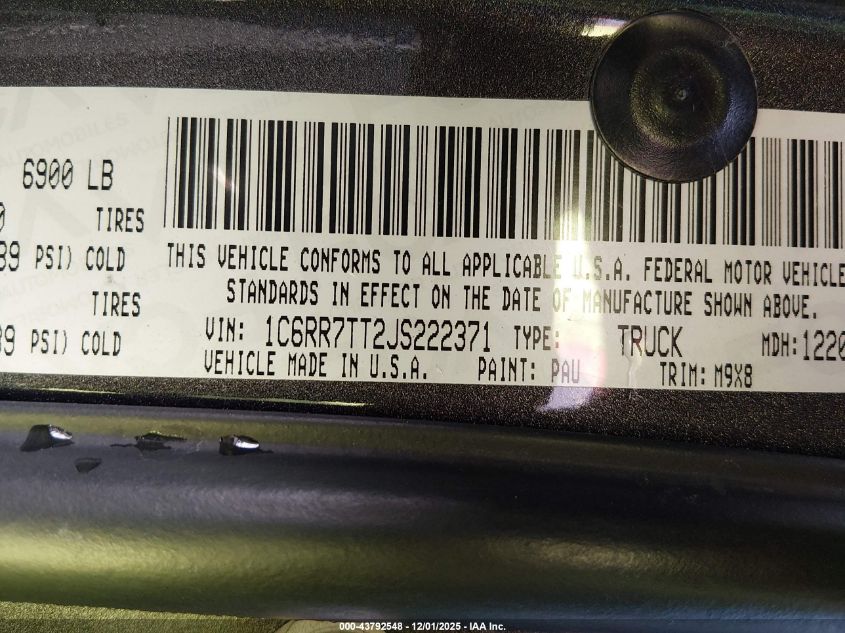 6900 LB
TIRES
PSI) COLD
THIS VEHICLE CONFORMS TO ALL APPLICABLE U.S.A. FEDERAL MOTOR VEHICLE
STANDARDS IN EFFECT ON THE DATE OF MANUFACTURE SHOWN ABOVE.
TIRES
PSI) COLD
VIN: 1C6RR7TT2JS222371 TYPE: TRUCK MDH: 1220
VEHICLE MADE IN U.S.A. PAINT: PAU TRIM: M9X8
000-43792548 - 12/01/2025 - IAA Inc.